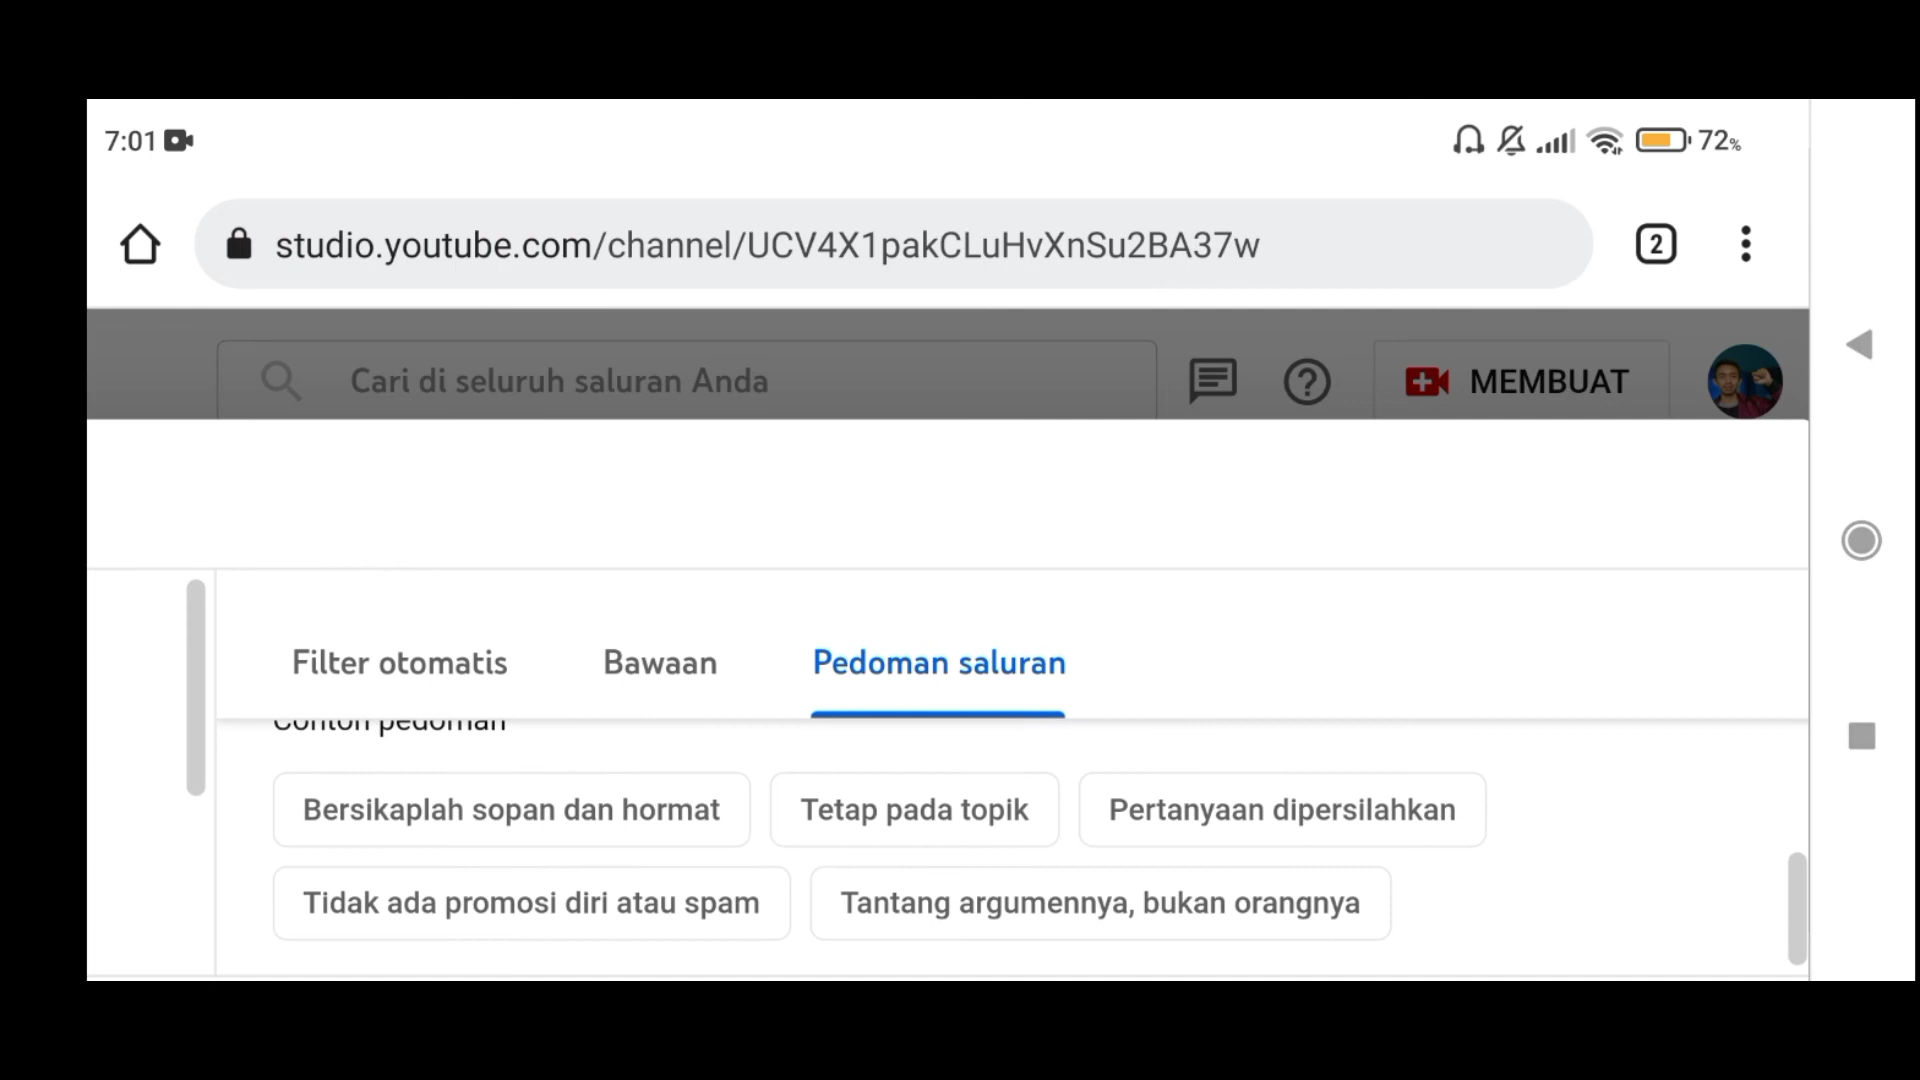 7:01
72%
studio.youtube.com/channel/UCV4X1pakCLuHvXnSu2BA37w
2
Cari di seluruh saluran Anda
MEMBUAT
Filter otomatis Bawaan Pedoman saluran
Contoh pedoman
Bersikaplah sopan dan hormat Tetap pada topik Pertanyaan dipersilahkan
Tidak ada promosi diri atau spam Tantang argumennya, bukan orangnya